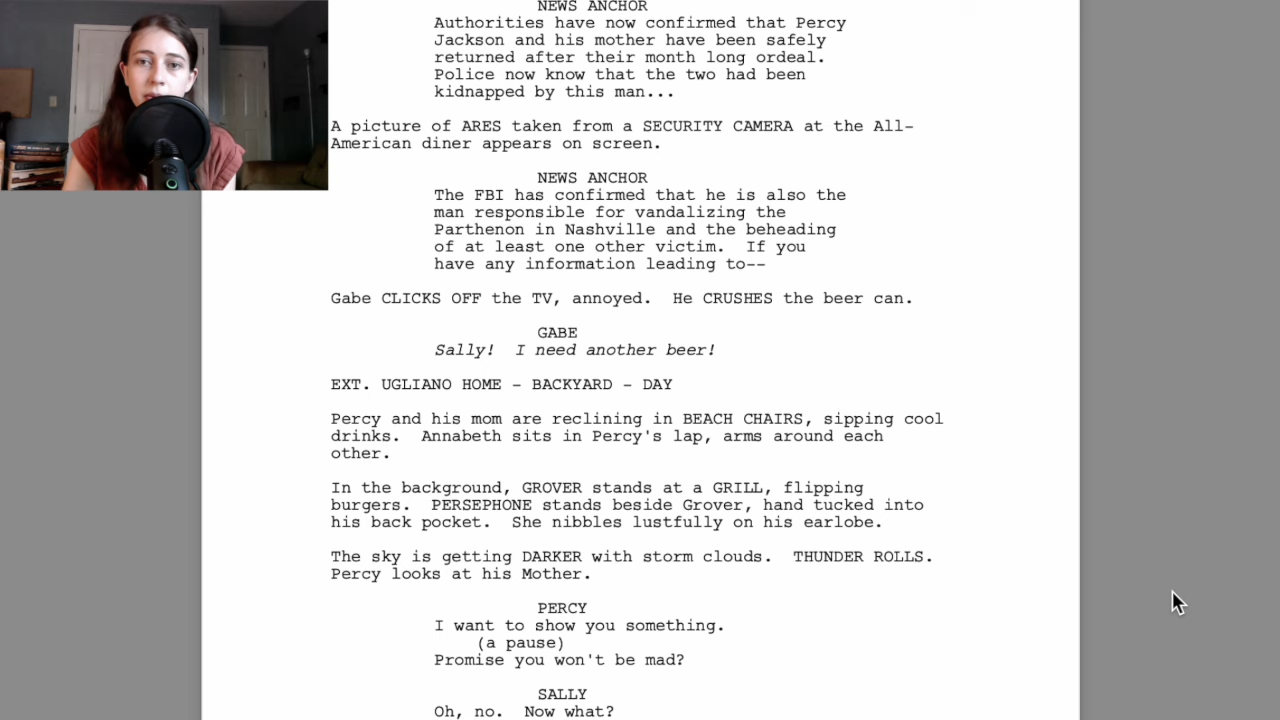 NEWS ANCHOR
Authorities have now confirmed that Percy
Jackson and his mother have been safely
returned after their month long ordeal.
Police now know that the two had been
kidnapped by this man...
A picture of ARES taken from a SECURITY CAMERA at the All-
American diner appears on screen.
NEWS ANCHOR
The FBI has confirmed that he is also the
man responsible for vandalizing the
Parthenon in Nashville and the beheading
of at least one other victim.  If you
have any information leading to--
Gabe CLICKS OFF the TV, annoyed.  He CRUSHES the beer can.
GABE
Sally!  I need another beer!
EXT. UGLIANO HOME – BACKYARD – DAY
Percy and his mom are reclining in BEACH CHAIRS, sipping cool
drinks.  Annabeth sits in Percy's lap, arms around each
other.
In the background, GROVER stands at a GRILL, flipping
burgers.  PERSEPHONE stands beside Grover, hand tucked into
his back pocket.  She nibbles lustfully on his earlobe.
The sky is getting DARKER with storm clouds.  THUNDER ROLLS.
Percy looks at his Mother.
PERCY
I want to show you something.
(a pause)
Promise you won't be mad?
SALLY
Oh, no.  Now what?